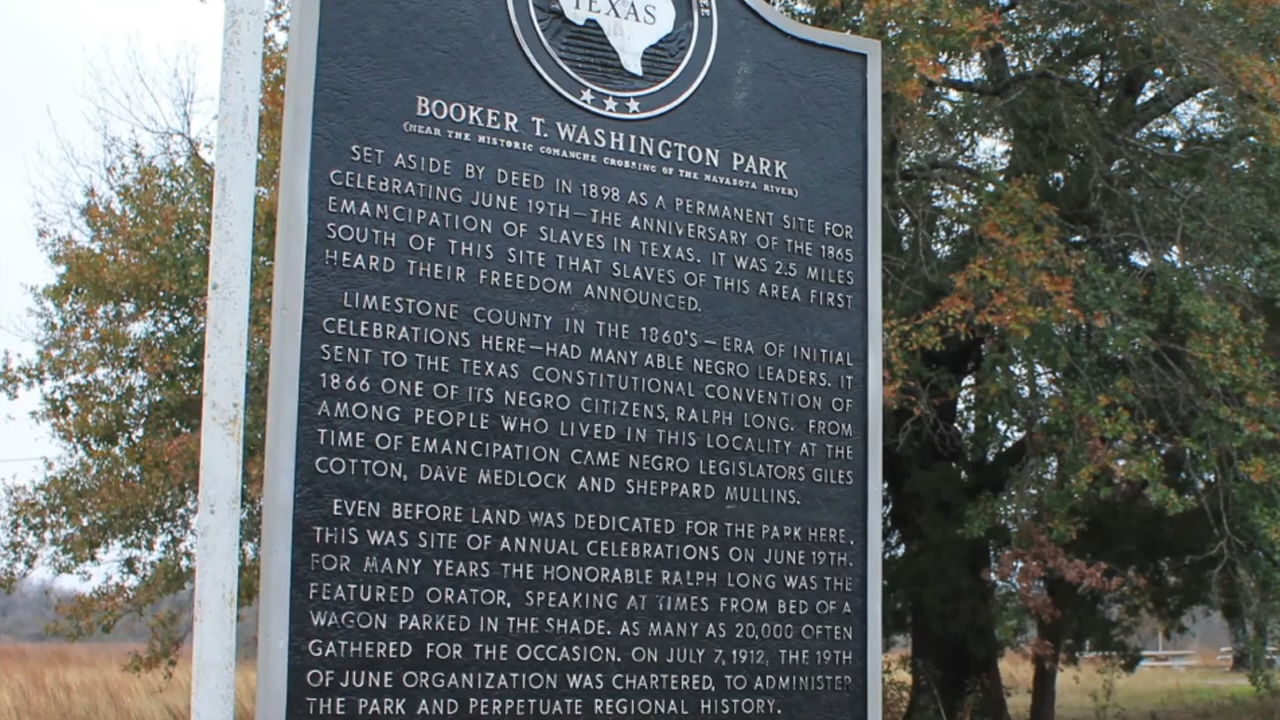 TEXAS
BOOKER T. WASHINGTON PARK
(NEAR THE HISTORIC COMANCHE CROSSING OF THE NAVASOTA RIVER)
SET ASIDE BY DEED IN 1898 AS A PERMANENT SITE FOR
CELEBRATING JUNE 19TH—THE ANNIVERSARY OF THE 1865
EMANCIPATION OF SLAVES IN TEXAS. IT WAS 2.5 MILES
SOUTH OF THIS SITE THAT SLAVES OF THIS AREA FIRST
HEARD THEIR FREEDOM ANNOUNCED.
LIMESTONE COUNTY IN THE 1860'S—ERA OF INITIAL
CELEBRATIONS HERE—HAD MANY ABLE NEGRO LEADERS. IT
SENT TO THE TEXAS CONSTITUTIONAL CONVENTION OF
1866 ONE OF ITS NEGRO CITIZENS, RALPH LONG. FROM
AMONG PEOPLE WHO LIVED IN THIS LOCALITY AT THE
TIME OF EMANCIPATION CAME NEGRO LEGISLATORS GILES
COTTON, DAVE MEDLOCK AND SHEPPARD MULLINS.
EVEN BEFORE LAND WAS DEDICATED FOR THE PARK HERE,
THIS WAS SITE OF ANNUAL CELEBRATIONS ON JUNE 19TH.
FOR MANY YEARS THE HONORABLE RALPH LONG WAS THE
FEATURED ORATOR, SPEAKING AT TIMES FROM BED OF A
WAGON PARKED IN THE SHADE. AS MANY AS 20,000 OFTEN
GATHERED FOR THE OCCASION. ON JULY 7, 1912, THE 19TH
OF JUNE ORGANIZATION WAS CHARTERED, TO ADMINISTER
THE PARK AND PERPETUATE REGIONAL HISTORY.